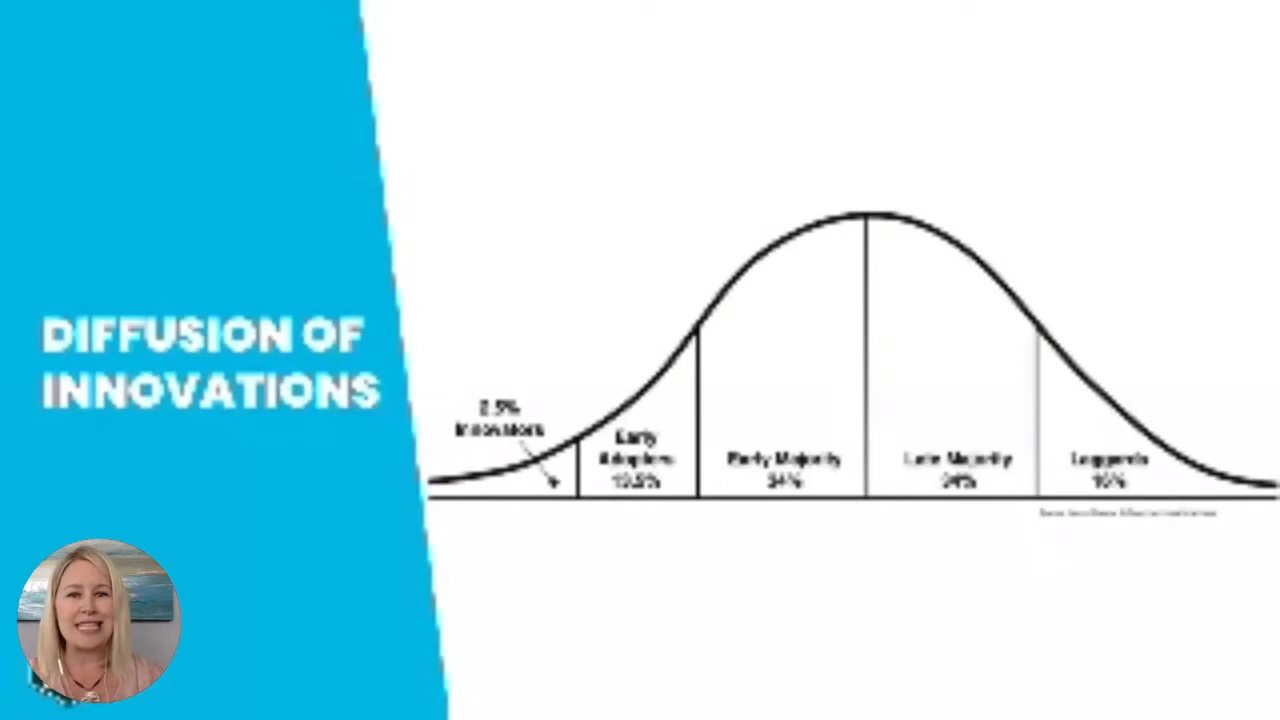 DIFFUSION OF
INNOVATIONS
2.5%
Innovators
Early
Adopters
13.5%
Early Majority
34%
Late Majority
34%
Laggards
16%